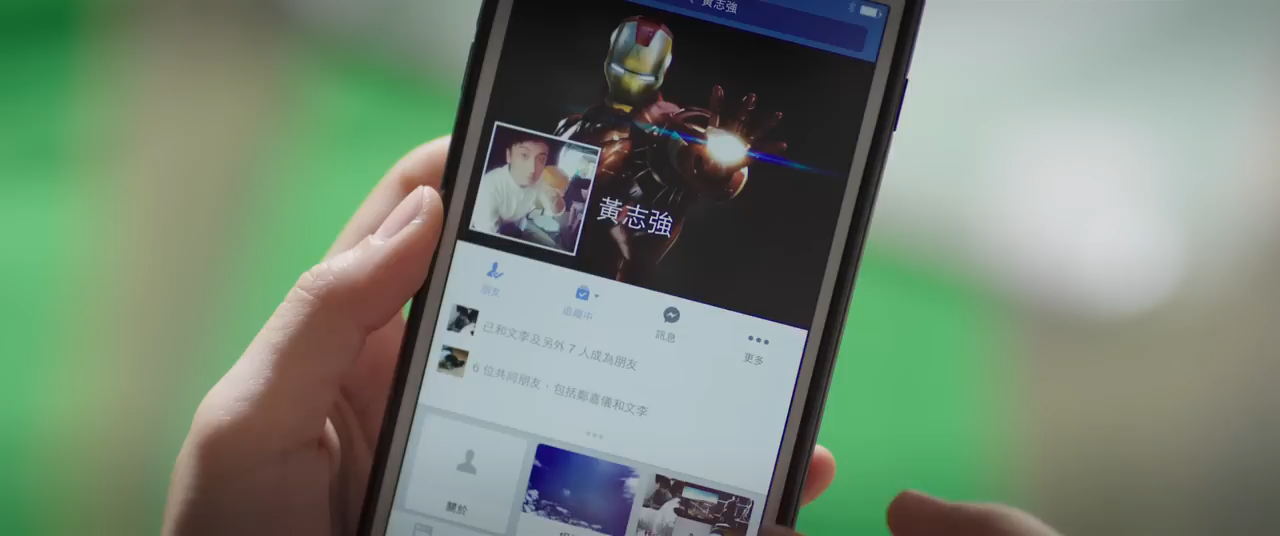 黃志強
黃志強
朋友
追蹤中
訊息
更多
已和文李及另外 7 人成為朋友
6 位共同朋友，包括鄭嘉儀和文李
關於